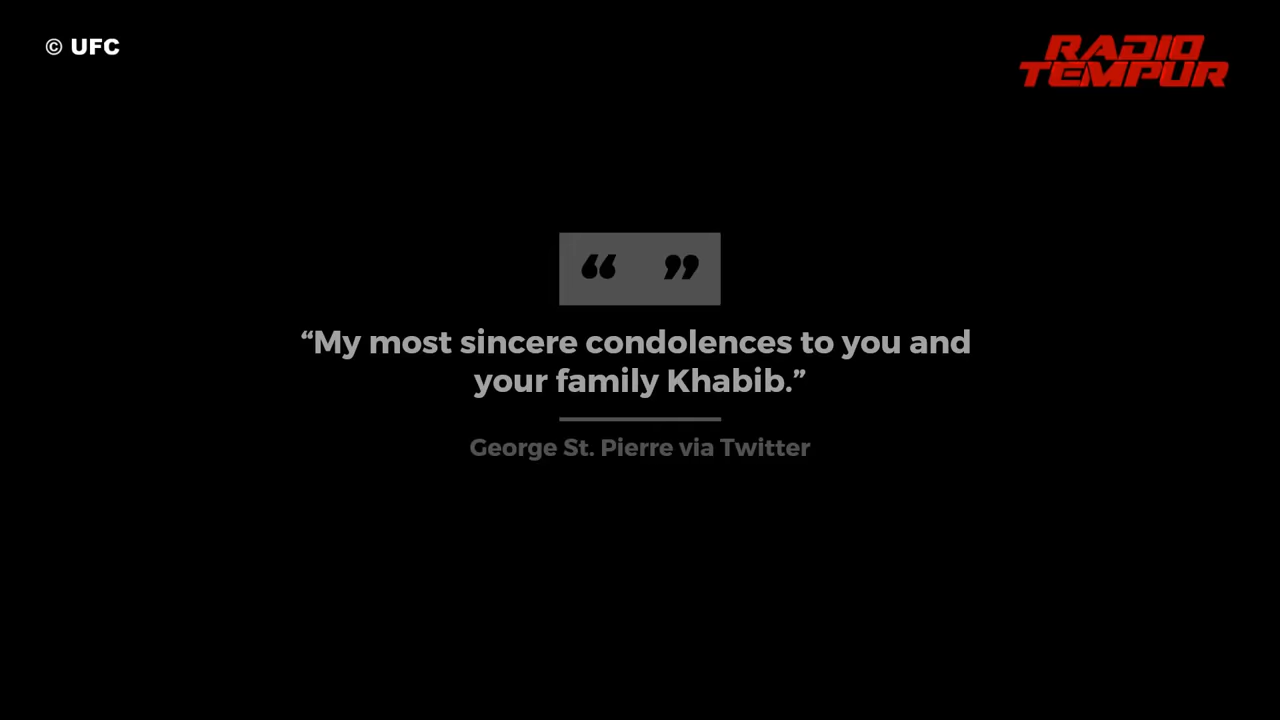 © UFC
RADIO
TEMPUR
“ ”
“My most sincere condolences to you and
your family Khabib.”
George St. Pierre via Twitter